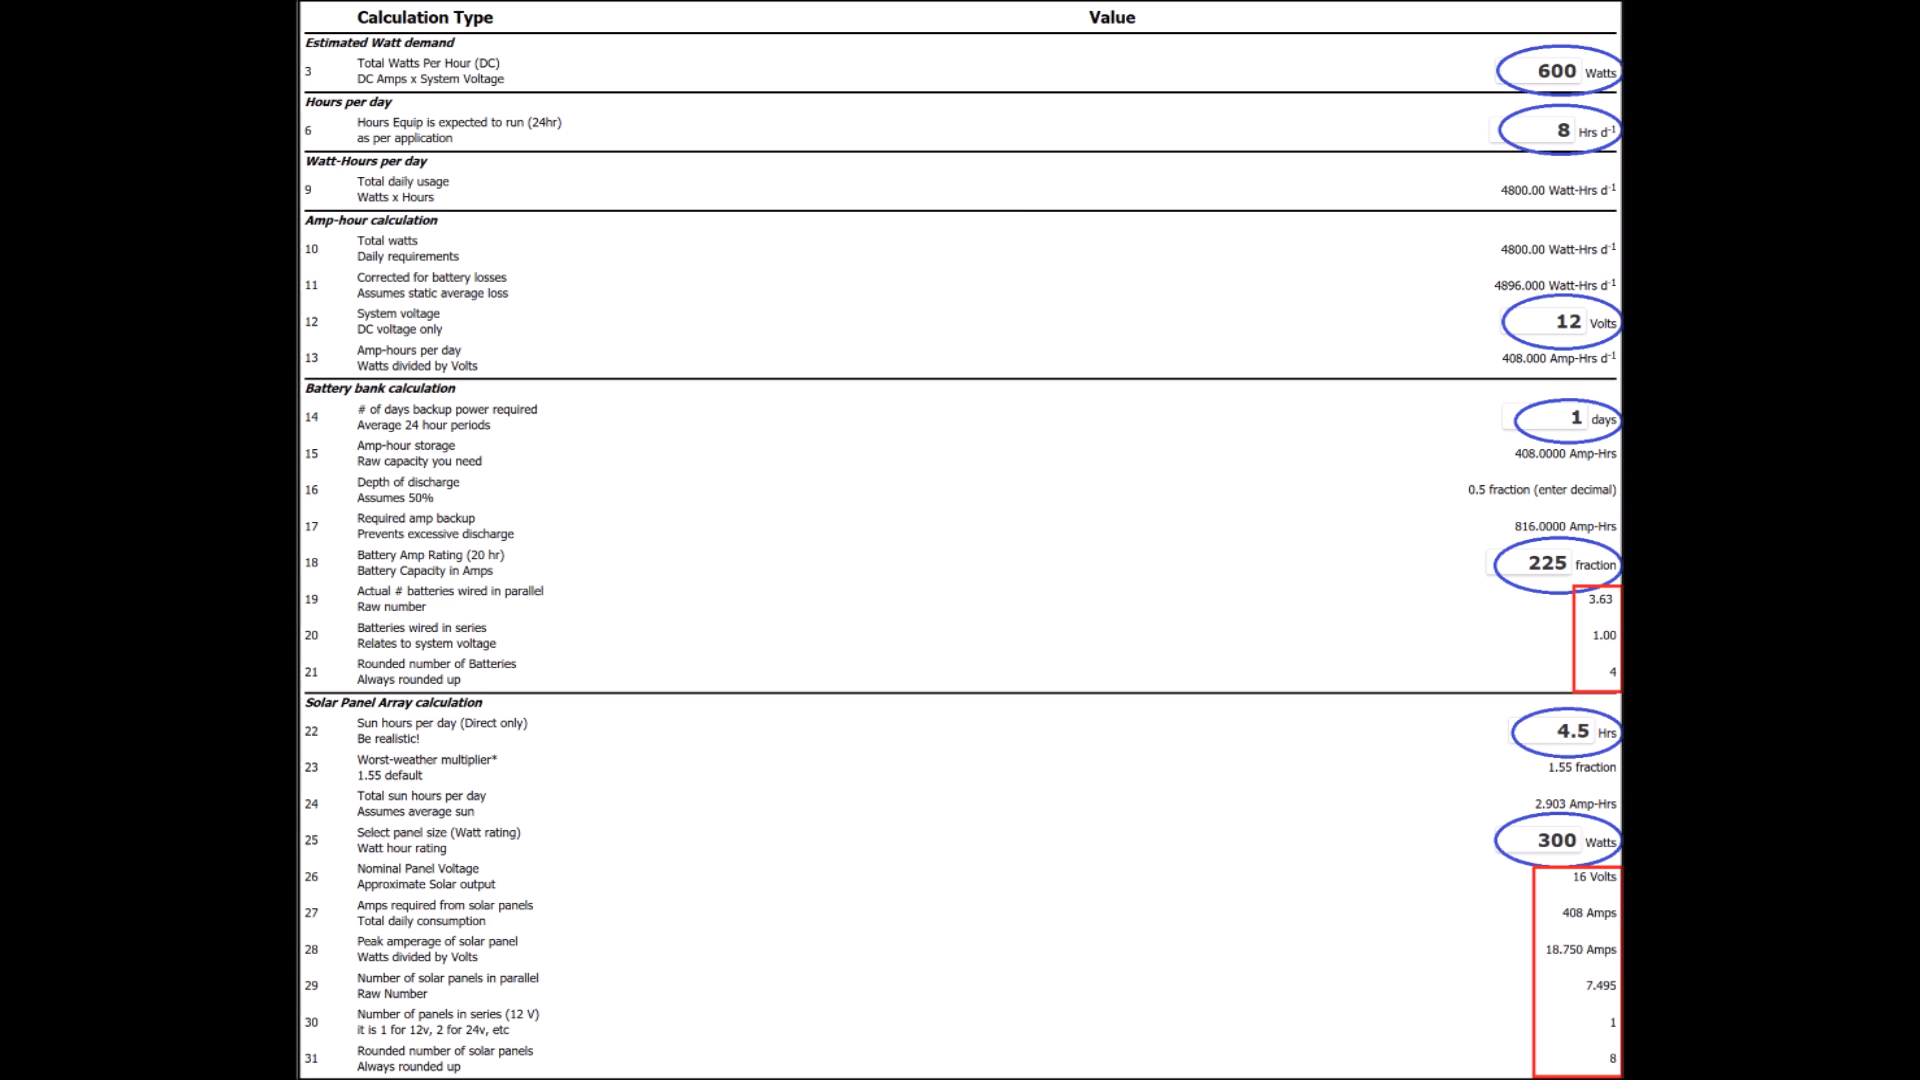 Calculation Type Value
Estimated Watt demand
3 Total Watts Per Hour (DC)
DC Amps x System Voltage
600 Watts
Hours per day
6 Hours Equip is expected to run (24hr)
as per application
8 Hrs d-1
Watt-Hours per day
9 Total daily usage
Watts x Hours
4800.00 Watt-Hrs d-1
Amp-hour calculation
10 Total watts
Daily requirements
4800.00 Watt-Hrs d-1
11 Corrected for battery losses
Assumes static average loss
4896.000 Watt-Hrs d-1
12 System voltage
DC voltage only
12 Volts
13 Amp-hours per day
Watts divided by Volts
408.000 Amp-Hrs d-1
Battery bank calculation
14 # of days backup power required
Average 24 hour periods
1 days
15 Amp-hour storage
Raw capacity you need
408.0000 Amp-Hrs
16 Depth of discharge
Assumes 50%
0.5 fraction (enter decimal)
17 Required amp backup
Prevents excessive discharge
816.0000 Amp-Hrs
18 Battery Amp Rating (20 hr)
Battery Capacity in Amps
225 fraction
19 Actual # batteries wired in parallel
Raw number
3.63
20 Batteries wired in series
Relates to system voltage
1.00
21 Rounded number of Batteries
Always rounded up
4
Solar Panel Array calculation
22 Sun hours per day (Direct only)
Be realistic!
4.5 Hrs
23 Worst-weather multiplier*
1.55 default
1.55 fraction
24 Total sun hours per day
Assumes average sun
2.903 Amp-Hrs
25 Select panel size (Watt rating)
Watt hour rating
300 Watts
26 Nominal Panel Voltage
Approximate Solar output
16 Volts
27 Amps required from solar panels
Total daily consumption
408 Amps
28 Peak amperage of solar panel
Watts divided by Volts
18.750 Amps
29 Number of solar panels in parallel
Raw Number
7.495
30 Number of panels in series (12 V)
it is 1 for 12v, 2 for 24v, etc
1
31 Rounded number of solar panels
Always rounded up
8